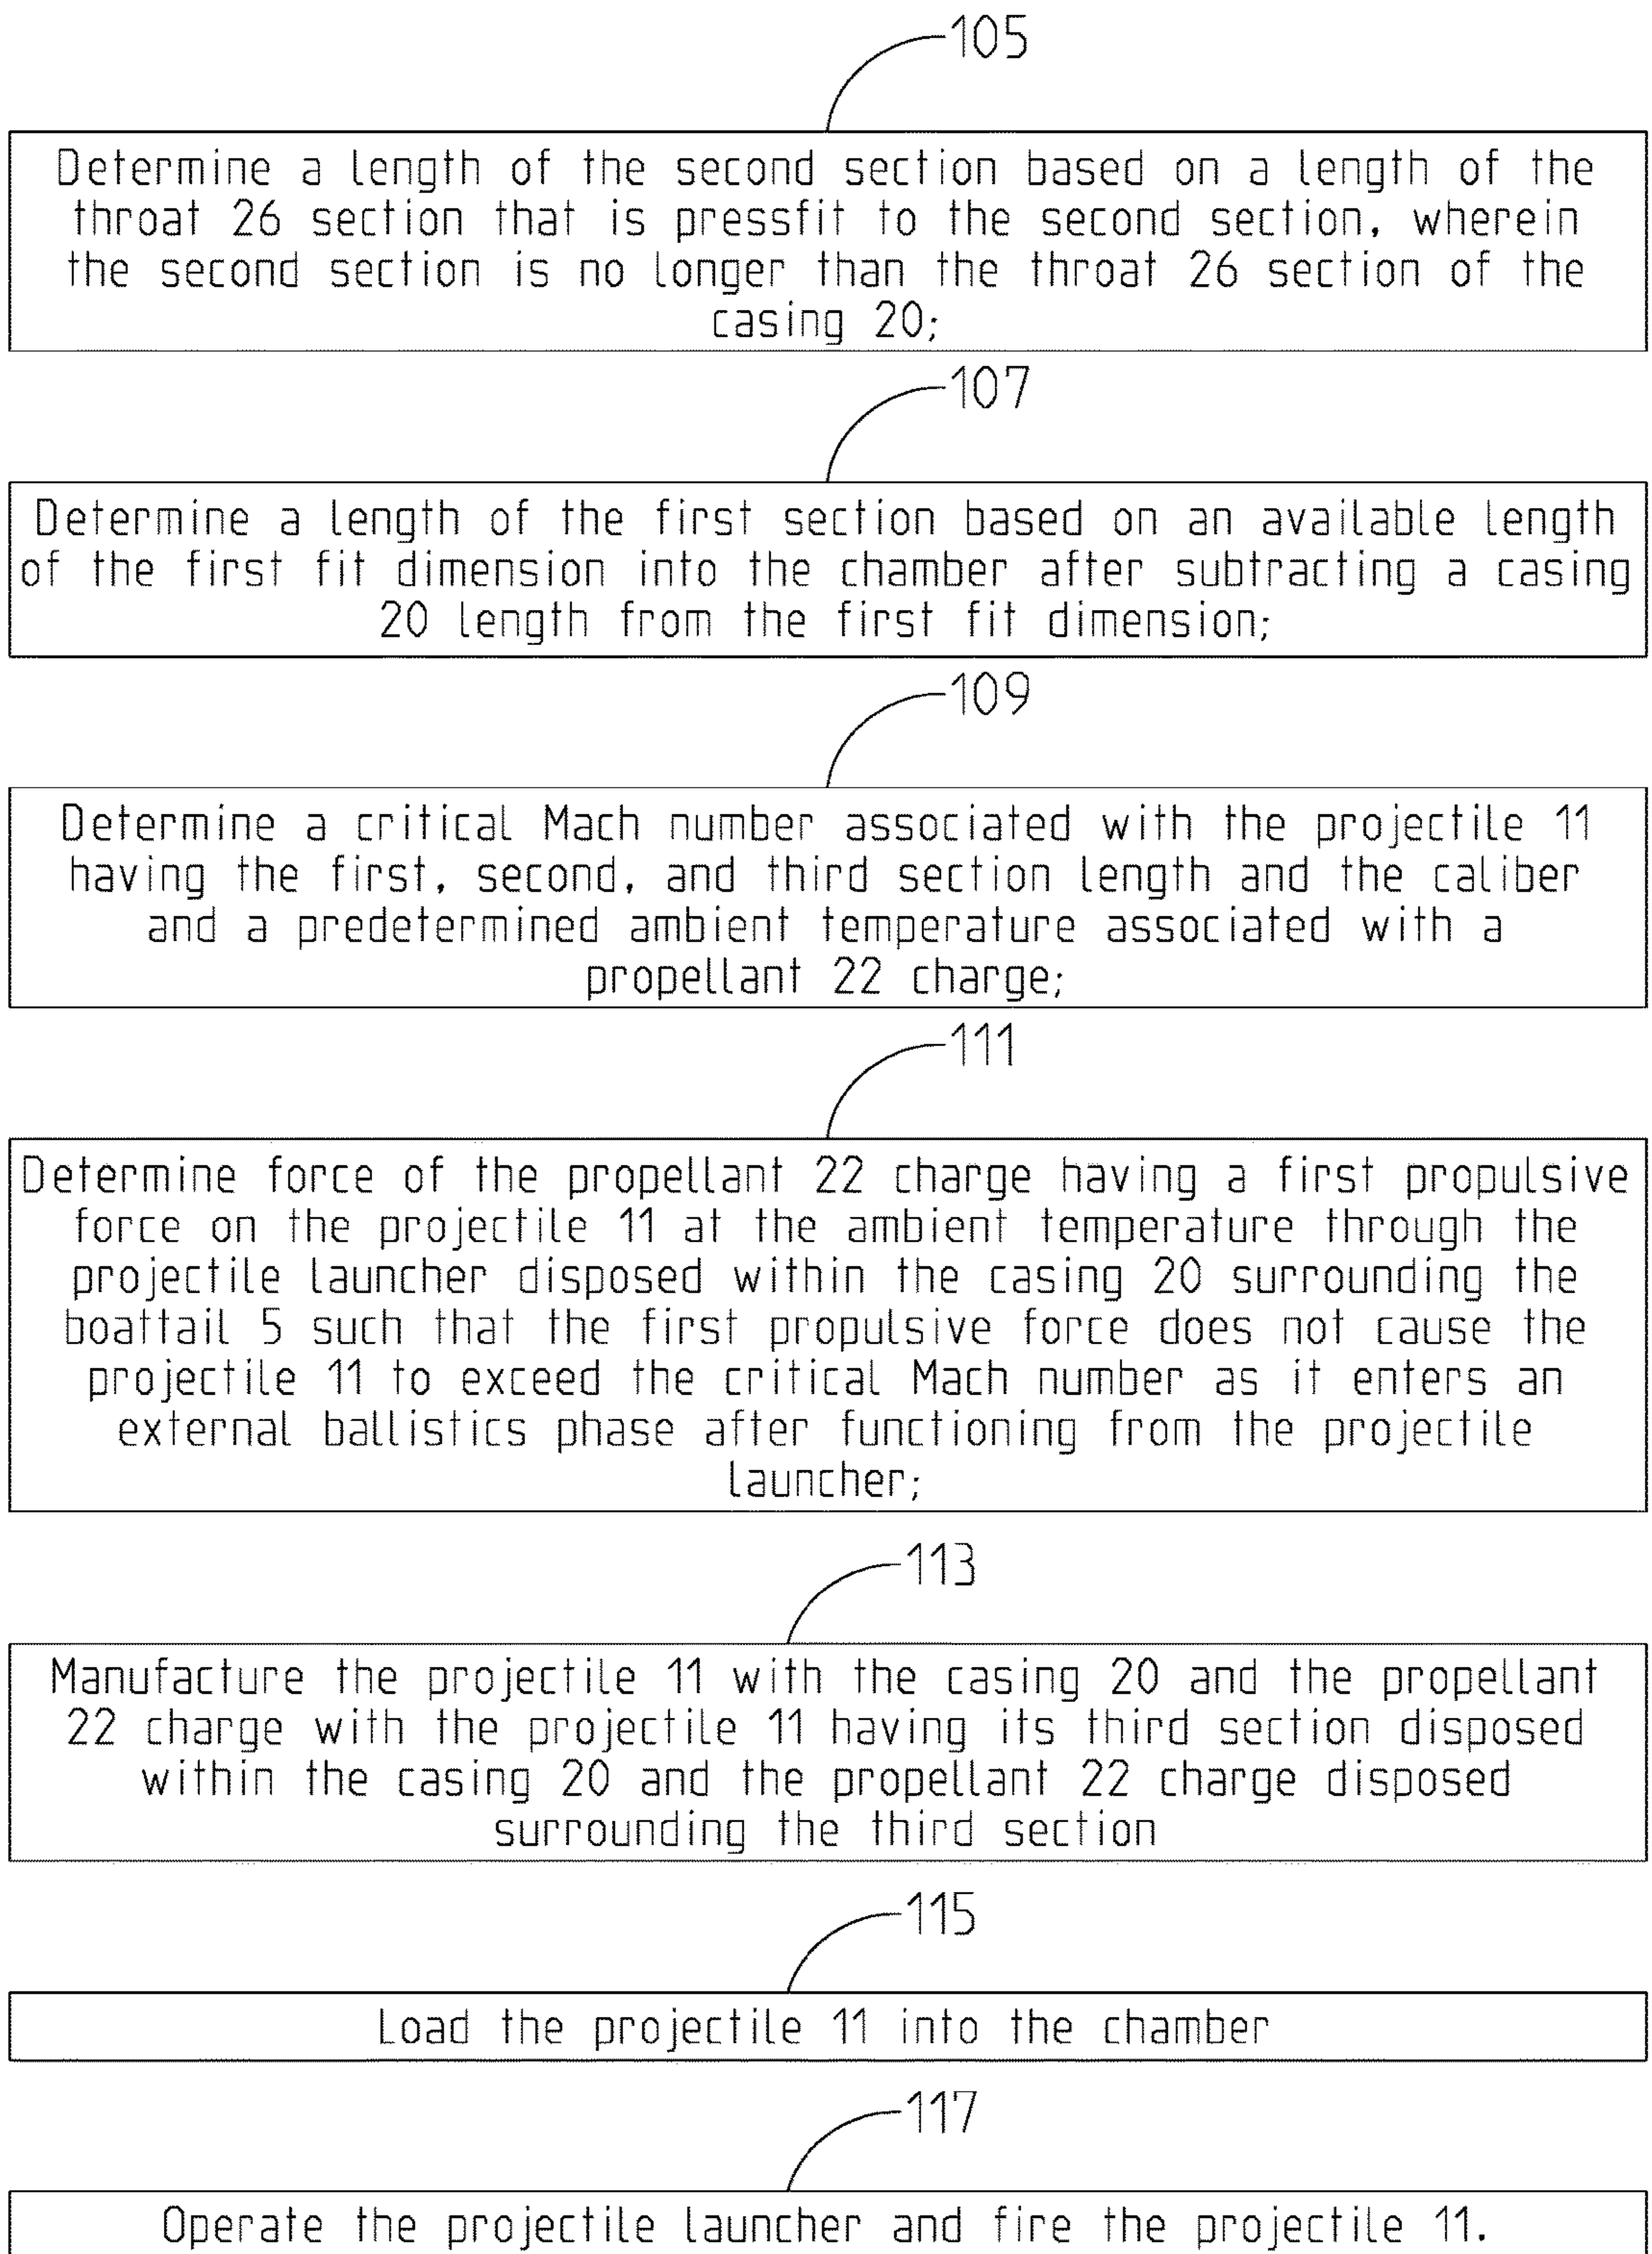 105
Determine a length of the second section based on a length of the
throat 26 section that is pressfit to the second section, wherein
the second section is no longer than the throat 26 section of the
casing 20;
107
Determine a length of the first section based on an available length
of the first fit dimension into the chamber after subtracting a casing
20 length from the first fit dimension;
109
Determine a critical Mach number associated with the projectile 11
having the first, second, and third section length and the caliber
and a predetermined ambient temperature associated with a
propellant 22 charge;
111
Determine force of the propellant 22 charge having a first propulsive
force on the projectile 11 at the ambient temperature through the
projectile launcher disposed within the casing 20 surrounding the
boattail 5 such that the first propulsive force does not cause the
projectile 11 to exceed the critical Mach number as it enters an
external ballistics phase after functioning from the projectile
launcher;
113
Manufacture the projectile 11 with the casing 20 and the propellant
22 charge with the projectile 11 having its third section disposed
within the casing 20 and the propellant 22 charge disposed
surrounding the third section
115
Load the projectile 11 into the chamber
117
Operate the projectile launcher and fire the projectile 11.